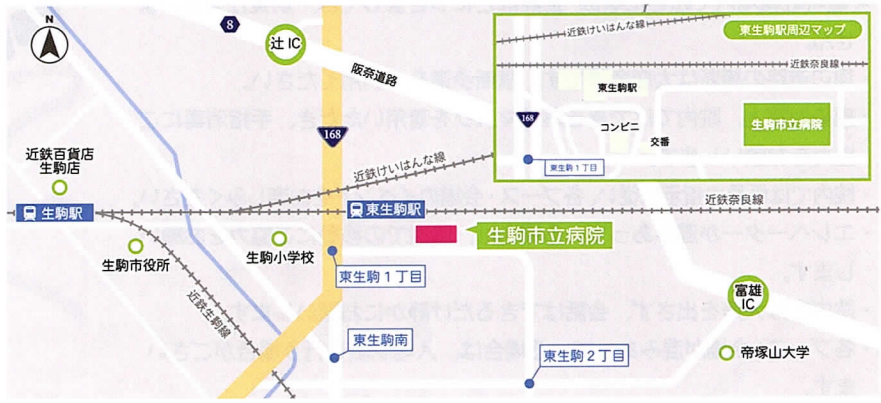 N
8
辻 IC
阪奈道路
168
近鉄けいはんな線
東生駒駅周辺マップ
近鉄奈良線
東生駒駅
168
コンビニ
交番
生駒市立病院
東生駒1丁目
近鉄百貨店
生駒店
近鉄けいはんな線
近鉄奈良線
生駒駅
東生駒駅
生駒市役所
生駒小学校
生駒市立病院
東生駒1丁目
近鉄生駒線
東生駒南
東生駒2丁目
富雄
IC
帝塚山大学